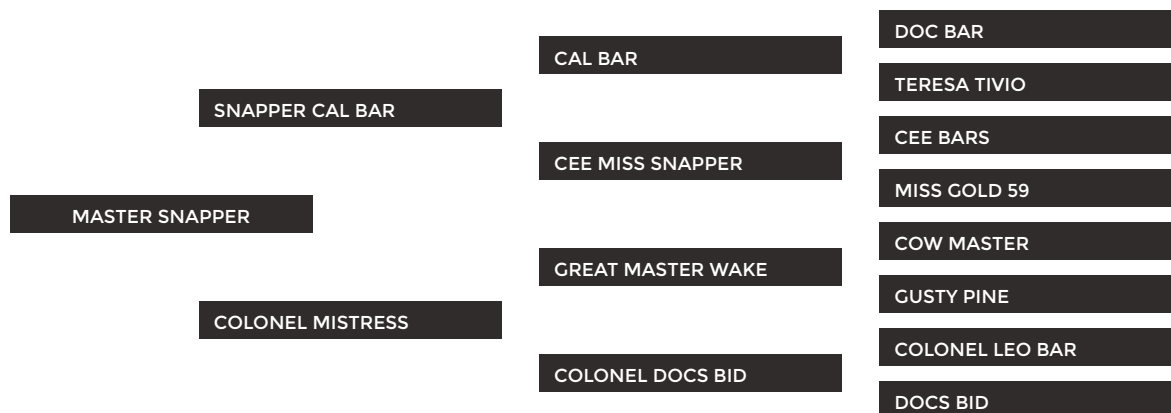 DOC BAR
CAL BAR
TERESA TIVIO
SNAPPER CAL BAR
CEE BARS
CEE MISS SNAPPER
MISS GOLD 59
MASTER SNAPPER
COW MASTER
GREAT MASTER WAKE
GUSTY PINE
COLONEL MISTRESS
COLONEL LEO BAR
COLONEL DOCS BID
DOCS BID